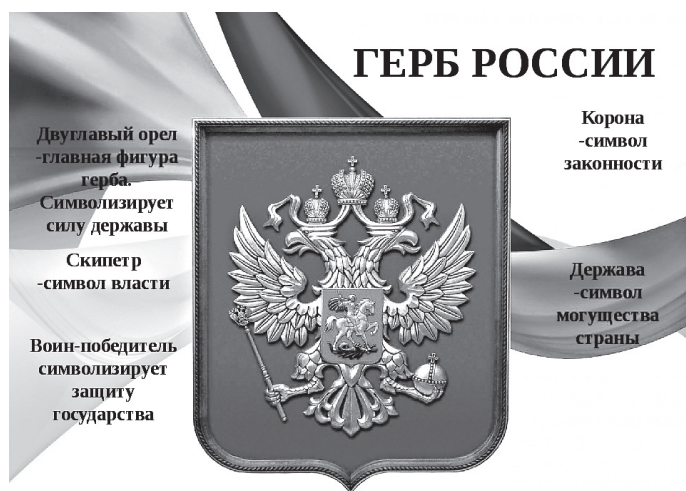 ГЕРБ РОССИИ
Двуглавый орел
-главная фигура
герба.
Символизирует
силу державы
Скипетр
-символ власти
Воин-победитель
символизирует
защиту
государства
Корона
-символ
законности
Держава
-символ
могущества
страны